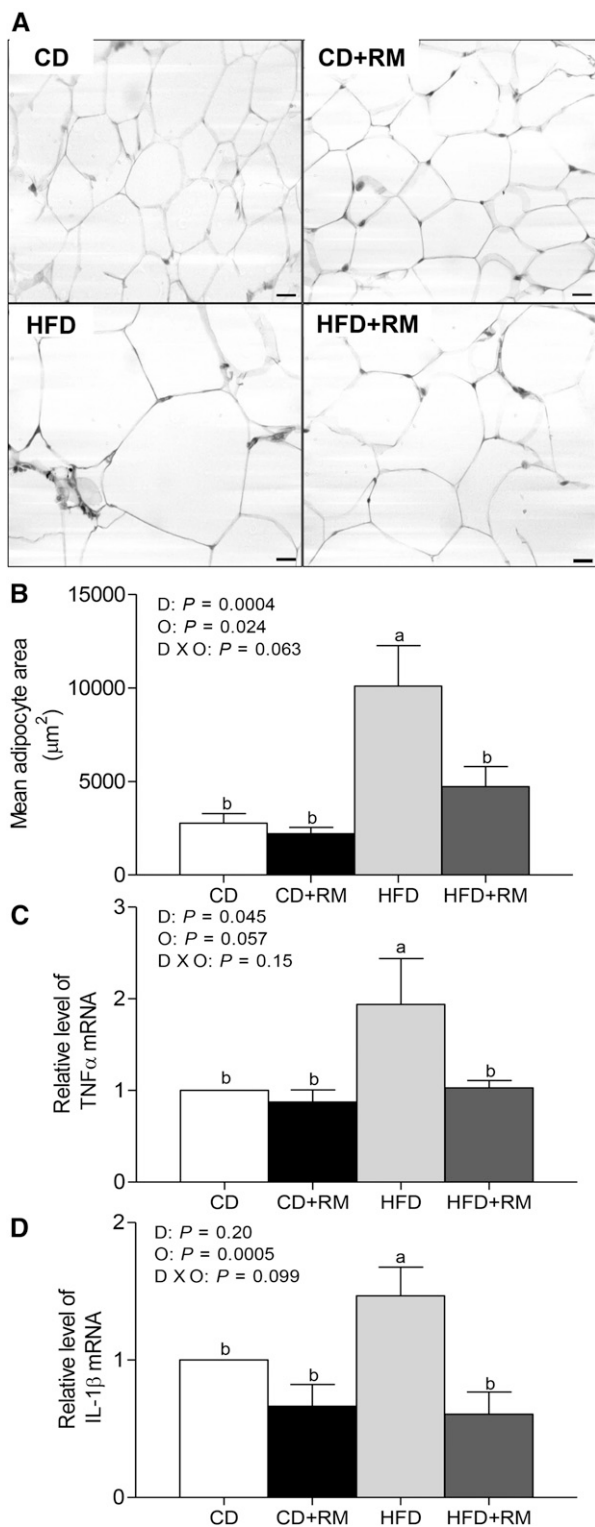 A
CD
CD+RM
HFD
HFD+RM
B
15000
10000
5000
0
Mean adipocyte area
(μm²)
D: P = 0.0004
O: P = 0.024
D X O: P = 0.063
b
b
a
b
CD
CD+RM
HFD
HFD+RM
C
3
2
1
0
Relative level of
TNFα mRNA
D: P = 0.045
O: P = 0.057
D X O: P = 0.15
b
b
a
b
CD
CD+RM
HFD
HFD+RM
D
2
1
0
Relative level of
IL-1β mRNA
D: P = 0.20
O: P = 0.0005
D X O: P = 0.099
b
b
a
b
CD
CD+RM
HFD
HFD+RM